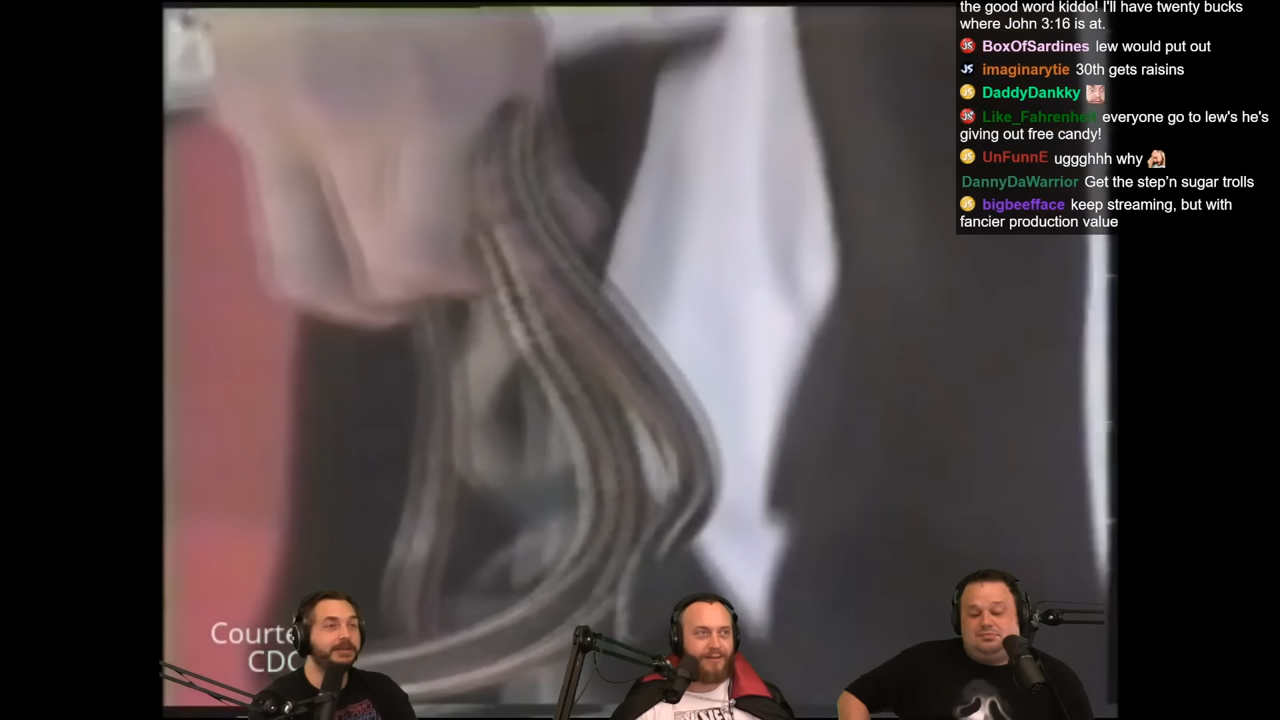 the good word kiddo! I'll have twenty bucks
where John 3:16 is at.
BoxOfSardines lew would put out
imaginarytie 30th gets raisins
DaddyDankky
everyone go to lew's he's
giving out free candy!
UnFunnE uggghhh why
DannyDaWarrior Get the step'n sugar trolls
bigbeefface keep streaming, but with
fancier production value
Courte
CDC